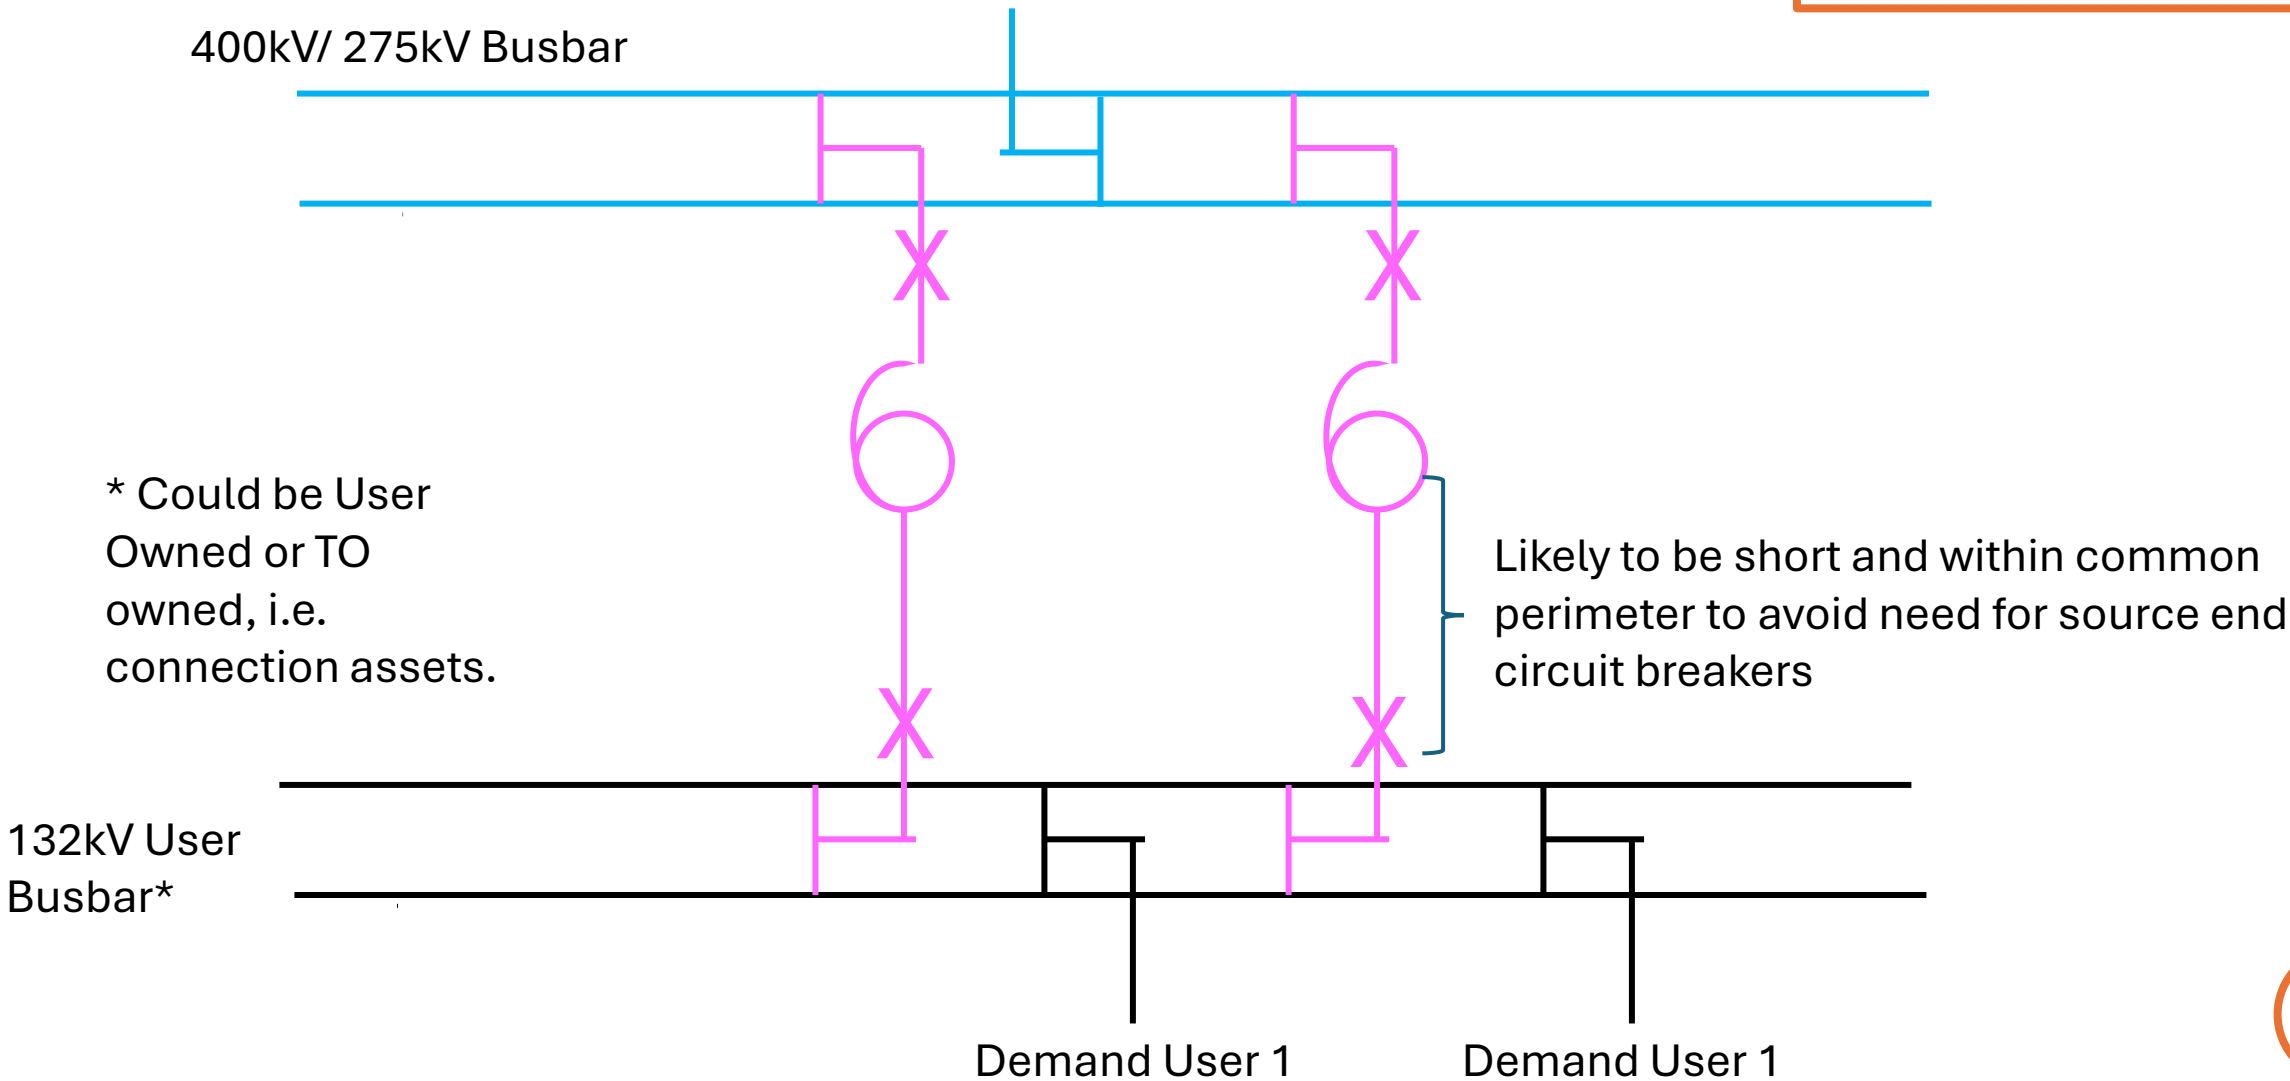 400kV/ 275kV Busbar
* Could be User
Owned or TO
owned, i.e.
connection assets.
Likely to be short and within common
perimeter to avoid need for source end
circuit breakers
132kV User
Busbar*
Demand User 1
Demand User 1